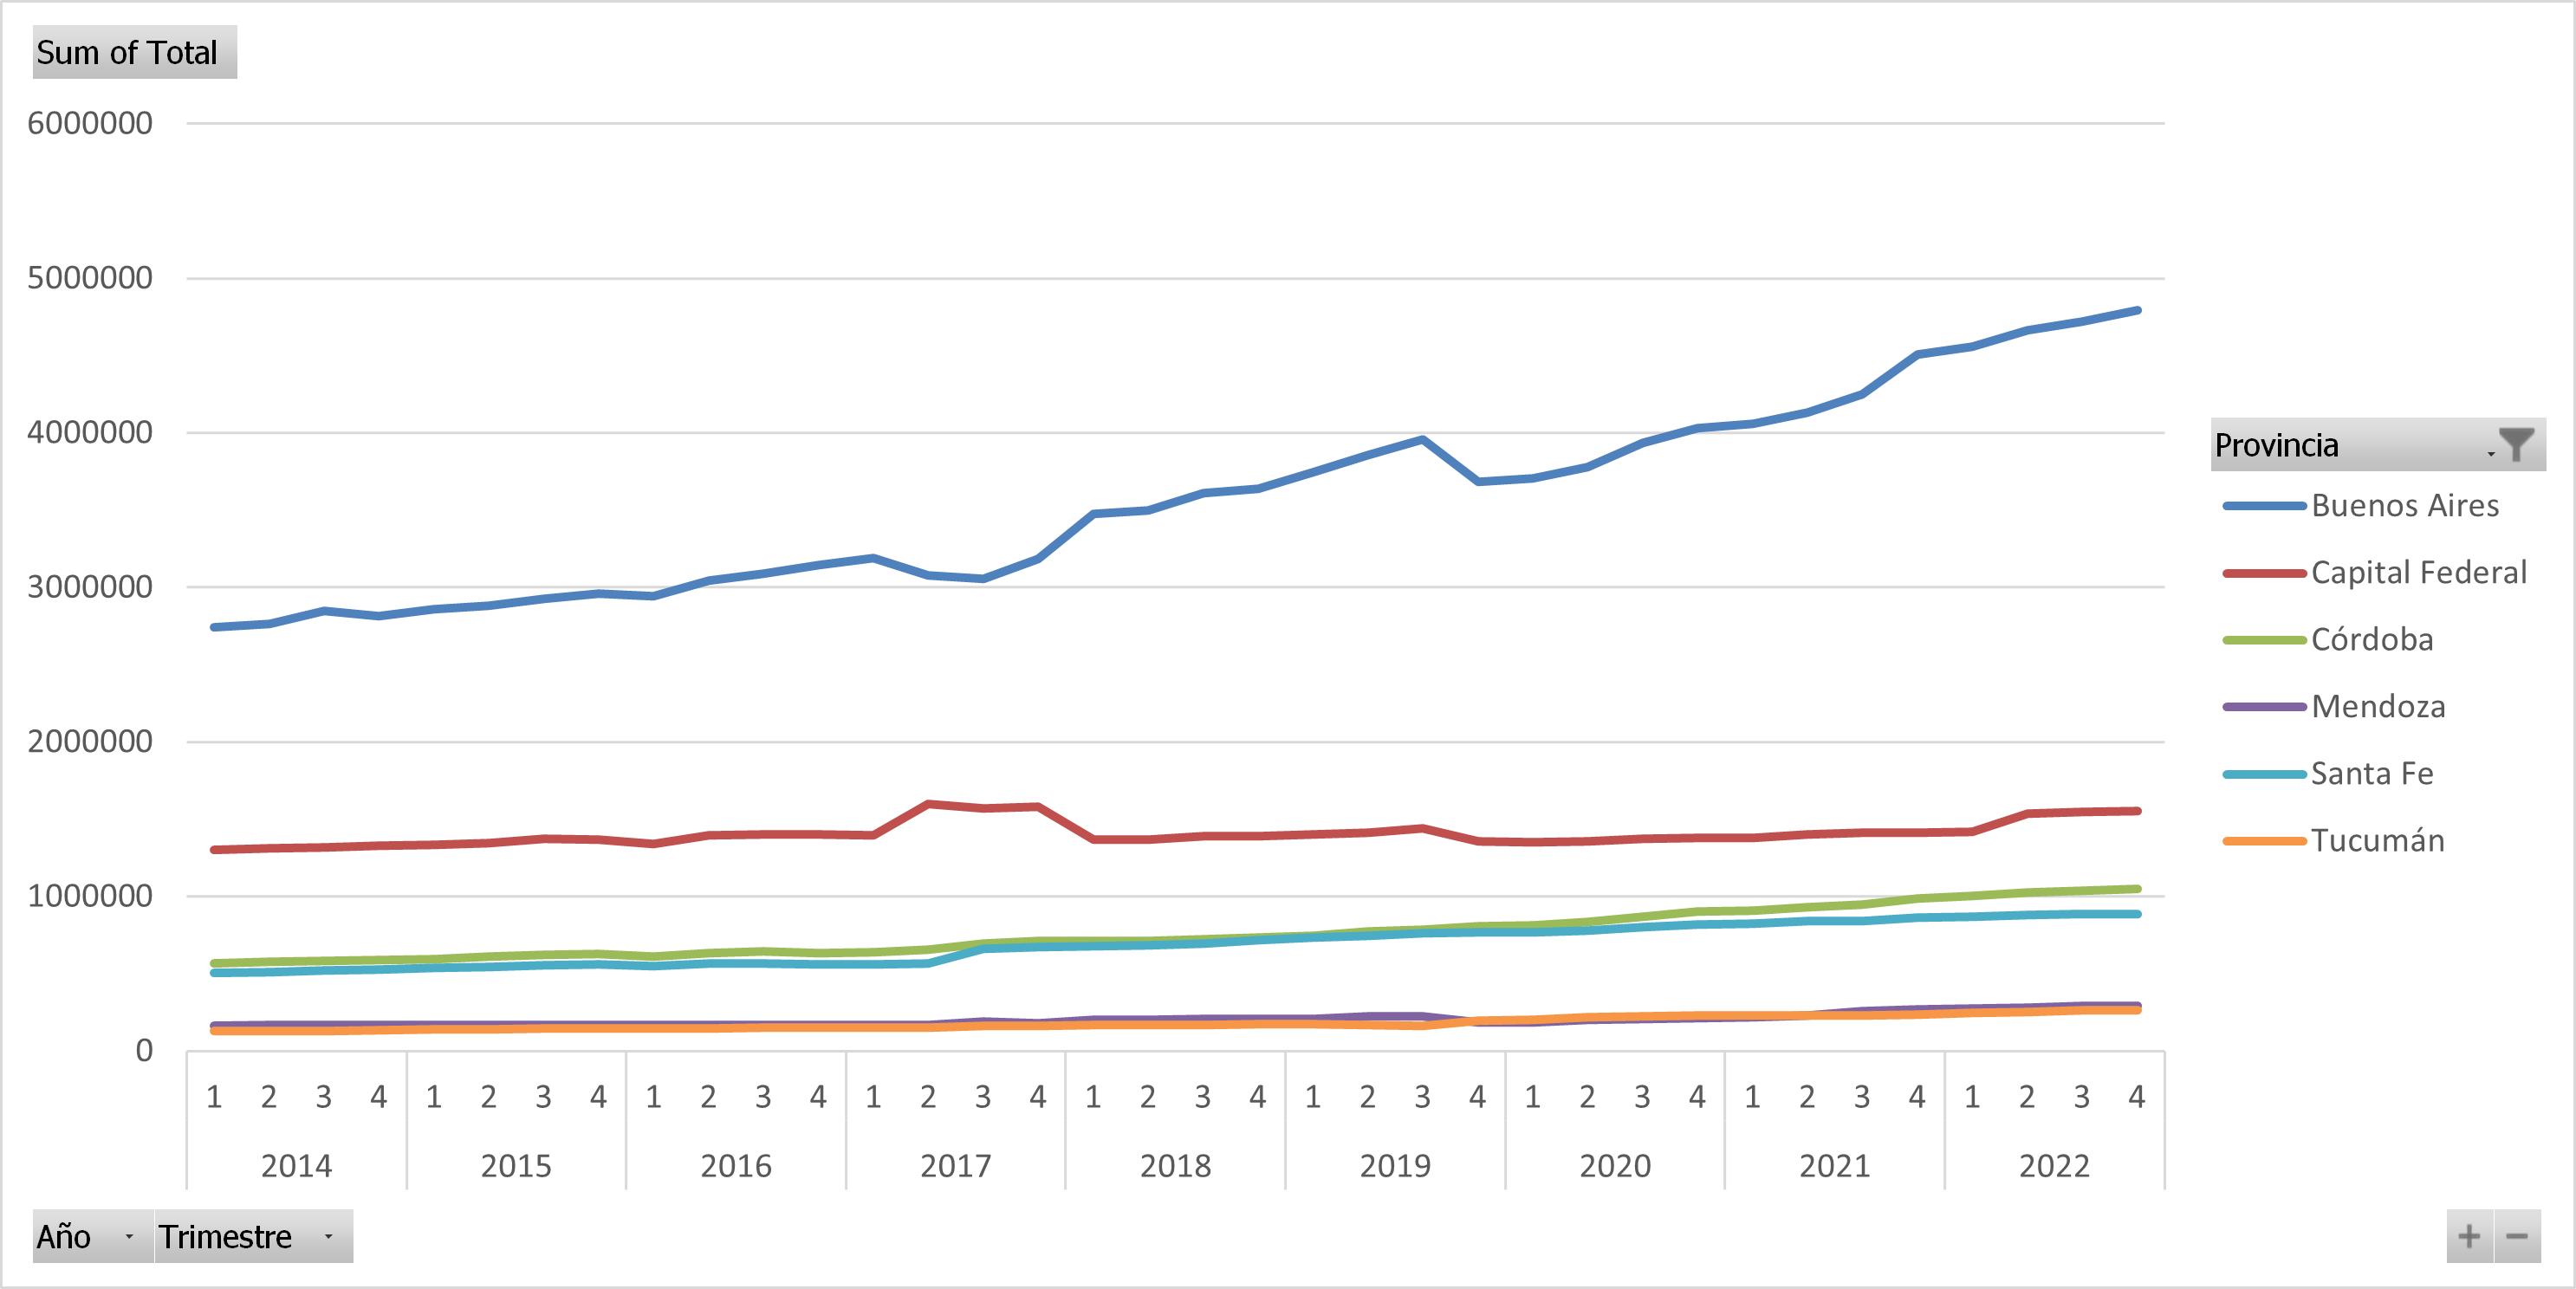 Sum of Total
6000000
5000000
4000000
3000000
2000000
1000000
0
1 2 3 4 1 2 3 4 1 2 3 4 1 2 3 4 1 2 3 4 1 2 3 4 1 2 3 4 1 2 3 4 1 2 3 4
2014 2015 2016 2017 2018 2019 2020 2021 2022
Provincia
Buenos Aires
Capital Federal
Córdoba
Mendoza
Santa Fe
Tucumán
Año Trimestre
+ −